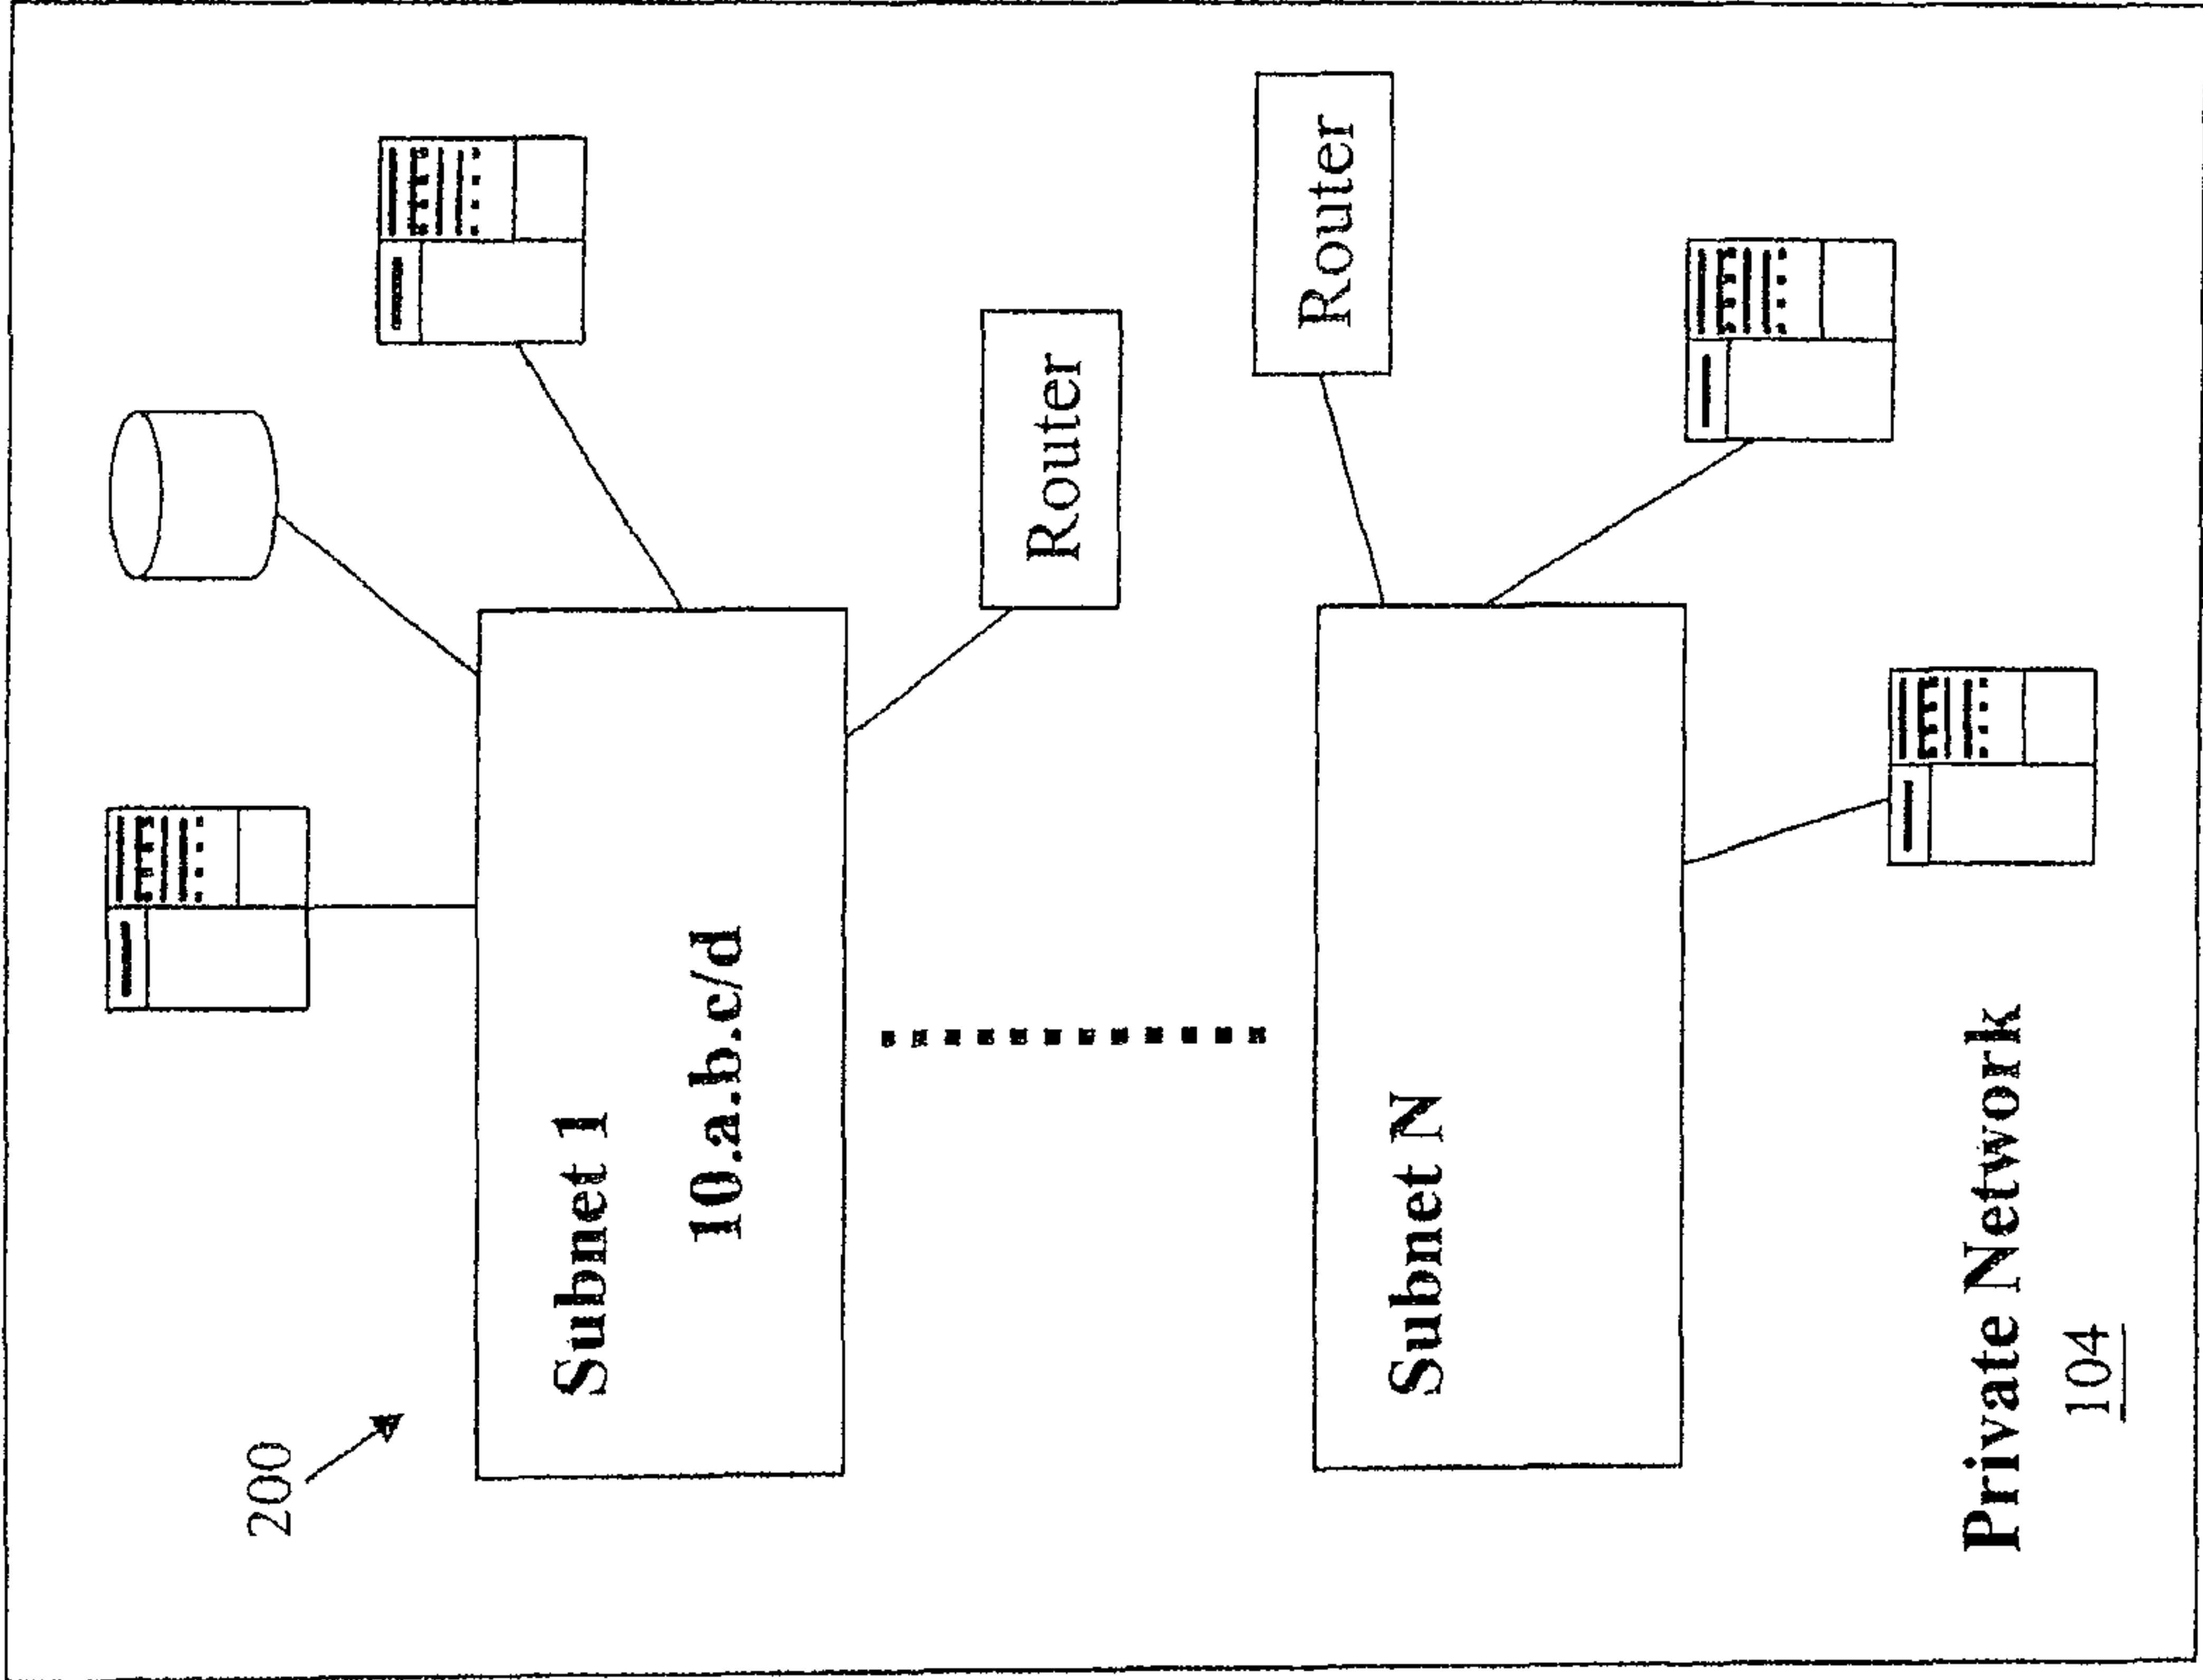 200
Subnet 1
10.a.b.c/d
Router
Router
Subnet N
Private Network
104